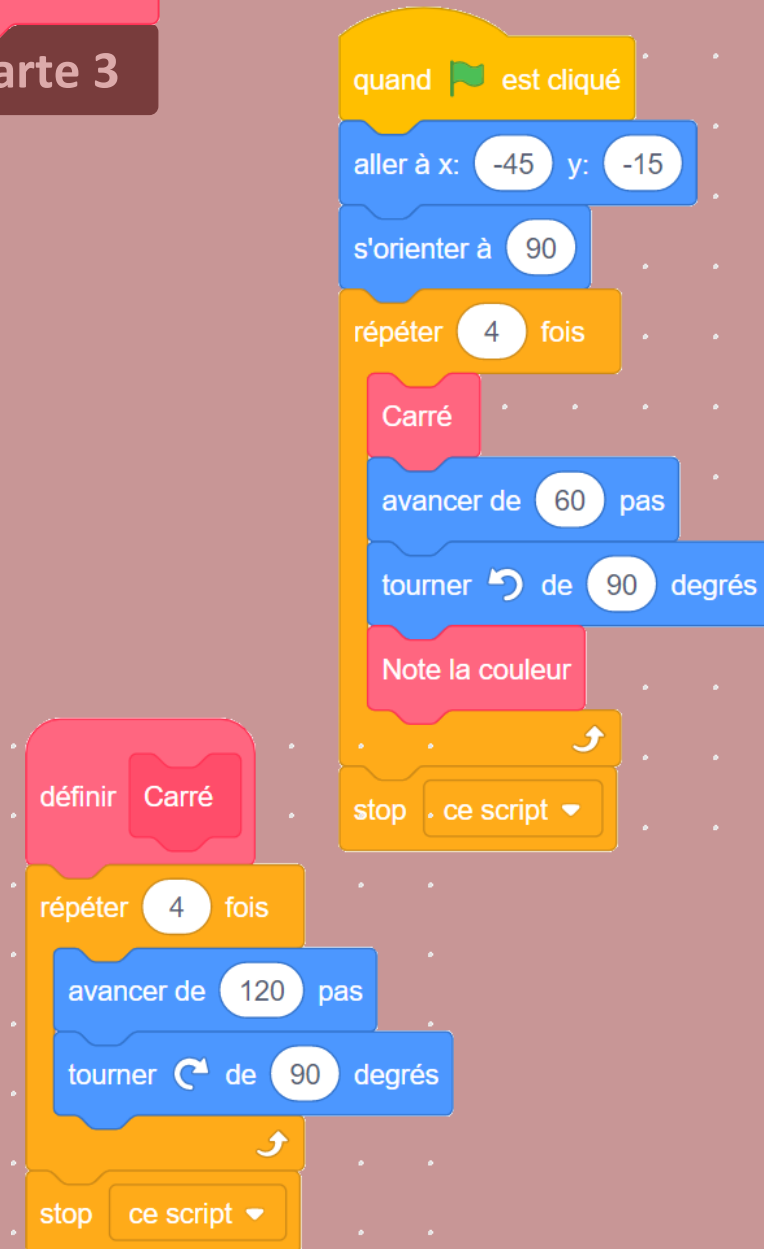 arte 3
quand est cliqué
aller à x: -45 y: -15
s'orienter à 90
répéter 4 fois
Carré
avancer de 60 pas
tourner de 90 degrés
Note la couleur
stop ce script
définir Carré
répéter 4 fois
avancer de 120 pas
tourner de 90 degrés
stop ce script